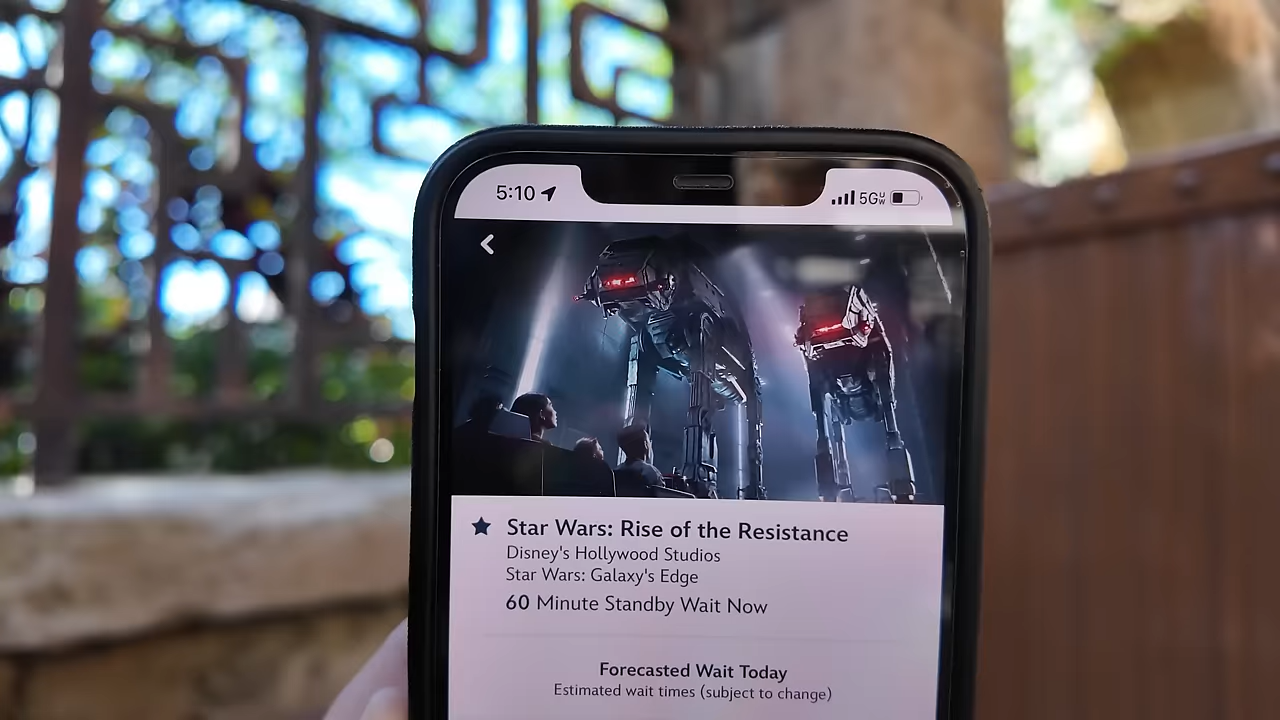 5:10 5GUW
Star Wars: Rise of the Resistance
Disney's Hollywood Studios
Star Wars: Galaxy's Edge
60 Minute Standby Wait Now
Forecasted Wait Today
Estimated wait times (subject to change)